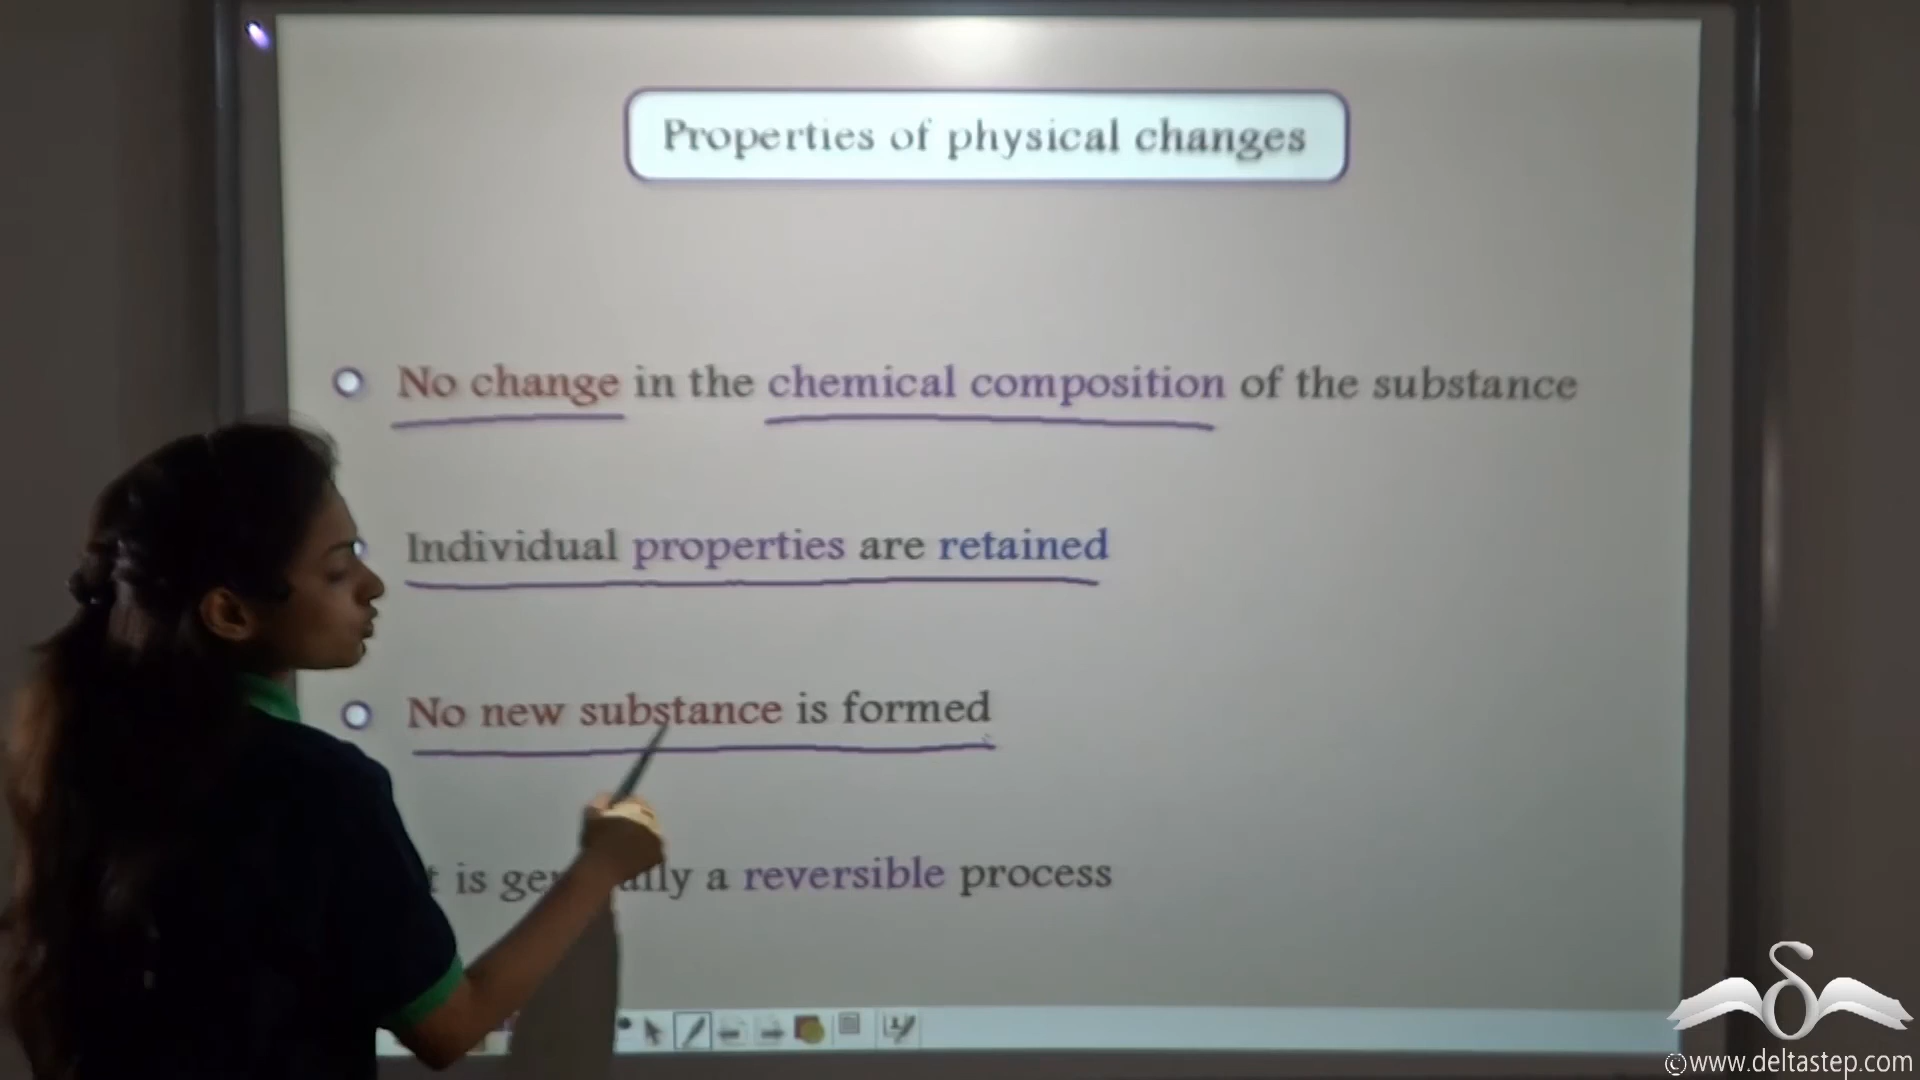 Properties of physical changes
No change in the chemical composition of the substance
Individual properties are retained
No new substance is formed
is a reversible process
©www.deltastep.com